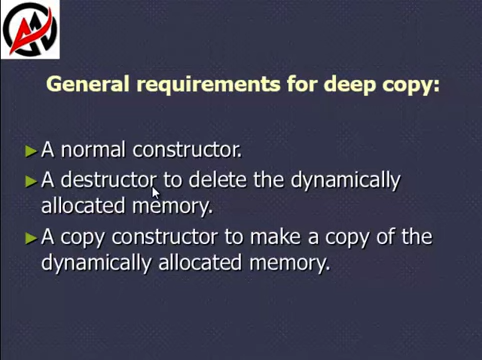 General requirements for deep copy:
A normal constructor.
A destructor to delete the dynamically
allocated memory.
A copy constructor to make a copy of the
dynamically allocated memory.